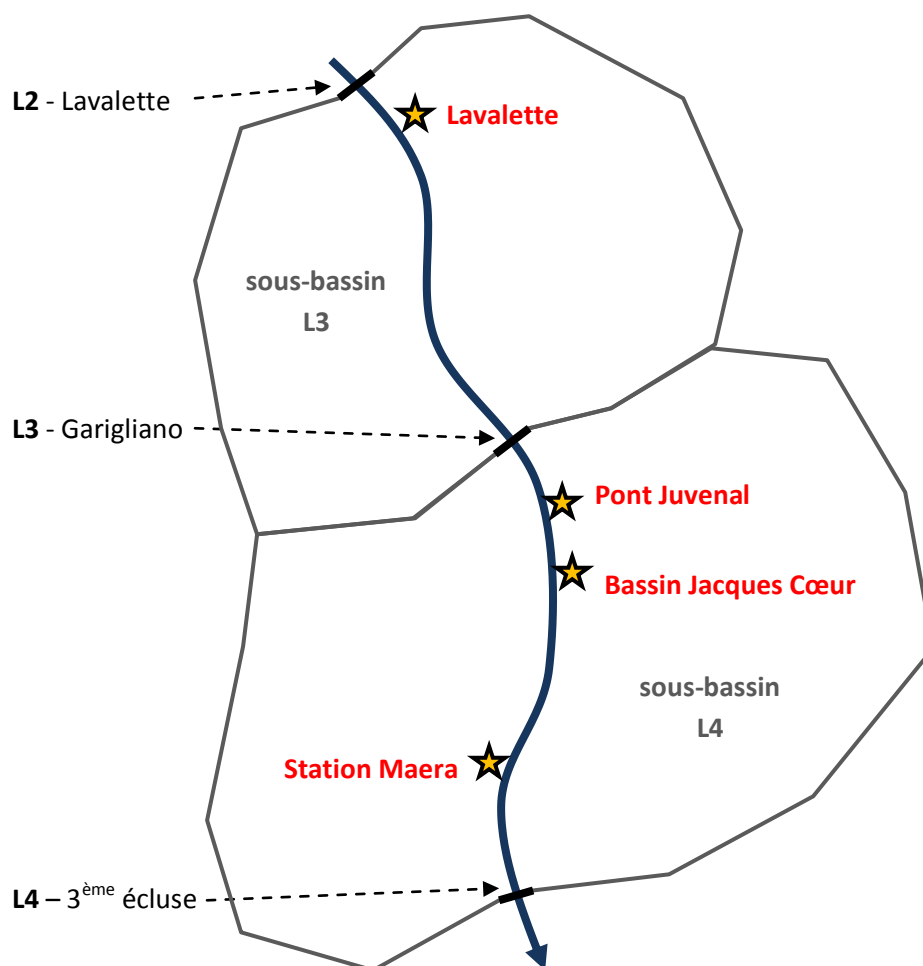 L2 - Lavalette
Lavalette
sous-bassin
L3
L3 - Garigliano
Pont Juvenal
Bassin Jacques Cœur
sous-bassin
L4
Station Maera
L4 – 3ème écluse